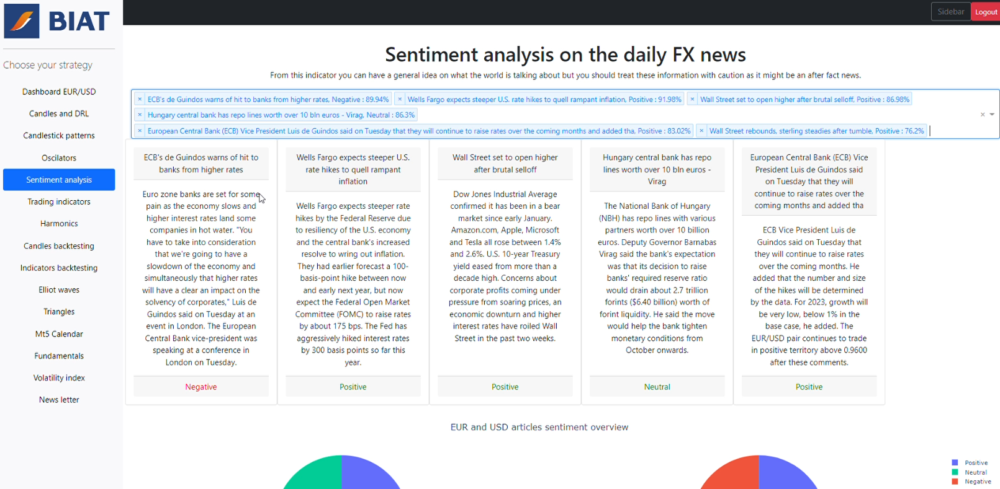 BIAT
Sidebar
Logout
Choose your strategy
Dashboard EUR/USD
Candles and DRL
Candlestick patterns
Oscilators
Sentiment analysis
Trading indicators
Harmonics
Candles backtesting
Indicators backtesting
Elliot waves
Triangles
Mt5 Calendar
Fundamentals
Volatility index
News letter
Sentiment analysis on the daily FX news
From this indicator you can have a general idea on what the world is talking about but you should treat these information with caution as it might be an after fact news.
× ECB's de Guindos warns of hit to banks from higher rates, Negative : 89.94% × Wells Fargo expects steeper U.S. rate hikes to quell rampant inflation, Positive : 91.98% × Wall Street set to open higher after brutal selloff, Positive : 86.98%
× Hungary central bank has repo lines worth over 10 bln euros - Virag, Neutral : 86.3%
× European Central Bank (ECB) Vice President Luis de Guindos said on Tuesday that they will continue to raise rates over the coming months and added tha, Positive : 83.02% × Wall Street rebounds, sterling steadies after tumble, Positive : 76.2%
×
ECB's de Guindos warns of hit to
banks from higher rates
Euro zone banks are set for some
pain as the economy slows and
higher interest rates land some
companies in hot water. "You
have to take into consideration
that we're going to have a
slowdown of the economy and
simultaneously that higher rates
will have a clear an impact on the
solvency of corporates," Luis de
Guindos said on Tuesday at an
event in London. The European
Central Bank vice-president was
speaking at a conference in
London on Tuesday.
Negative
Wells Fargo expects steeper U.S.
rate hikes to quell rampant
inflation
Wells Fargo expects steeper rate
hikes by the Federal Reserve due
to resiliency of the U.S. economy
and the central bank's increased
resolve to wring out inflation.
They had earlier forecast a 100-
basis-point hike between now
and early next year, but now
expect the Federal Open Market
Committee (FOMC) to raise rates
by about 175 bps. The Fed has
aggressively hiked interest rates
by 300 basis points so far this
year.
Positive
Wall Street set to open higher
after brutal selloff
Dow Jones Industrial Average
confirmed it has been in a bear
market since early January.
Amazon.com, Apple, Microsoft
and Tesla all rose between 1.4%
and 2.6%. U.S. 10-year Treasury
yield eased from more than a
decade high. Concerns about
corporate profits coming under
pressure from soaring prices, an
economic downturn and higher
interest rates have roiled Wall
Street in the past two weeks.
Positive
Hungary central bank has repo
lines worth over 10 bln euros -
Virag
The National Bank of Hungary
(NBH) has repo lines with various
partners worth over 10 billion
euros. Deputy Governor Barnabas
Virag said the bank's expectation
was that its decision to raise
banks' required reserve ratio
would drain about 2.7 trillion
forints ($6.40 billion) worth of
forint liquidity. He said the move
would help the bank tighten
monetary conditions from
October onwards.
Neutral
European Central Bank (ECB) Vice
President Luis de Guindos said
on Tuesday that they will
continue to raise rates over the
coming months and added tha
ECB Vice President Luis de
Guindos said on Tuesday that
they will continue to raise rates
over the coming months. He
added that the number and size
of the hikes will be determined
by the data. For 2023, growth will
be very low, below 1% in the
base case, he added. The
EUR/USD pair continues to trade
in positive territory above 0.9600
after these comments.
Positive
EUR and USD articles sentiment overview
Positive
Neutral
Negative